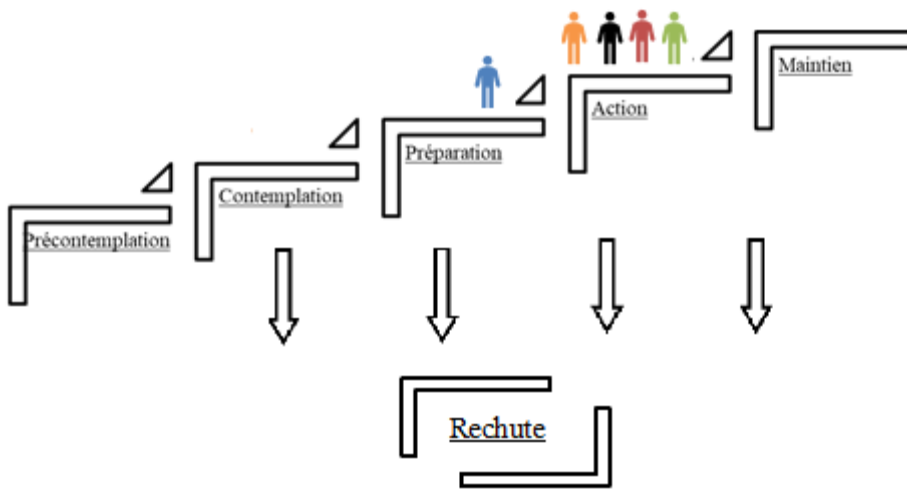 Maintien
Action
Préparation
Contemplation
Précontemplation
Rechute